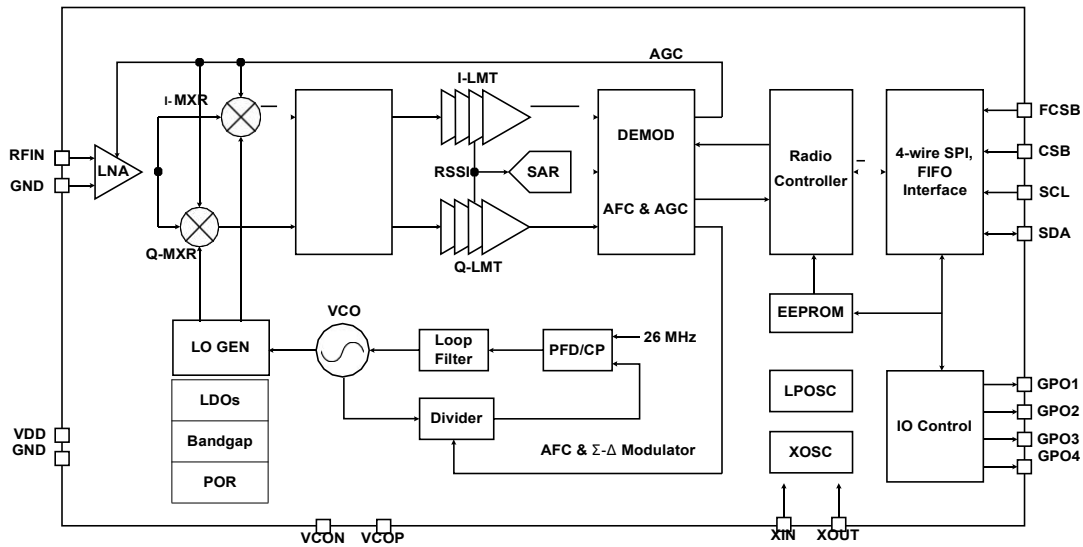 AGC
I-LMT
I-MXR
FCSB
DEMOD
RFIN
LNA
Radio
Controller
4-wire SPI,
FIFO
Interface
CSB
GND
RSSI
SAR
SCL
AFC & AGC
SDA
Q-MXR
Q-LMT
VCO
EEPROM
LO GEN
Loop
Filter
PFD/CP
26 MHz
LDOs
LPOSC
GPO1
Divider
GPO2
IO Control
VDD
Bandgap
GPO3
GND
AFC & Σ-Δ Modulator
XOSC
GPO4
POR
VCON
VCOP
XIN
XOUT